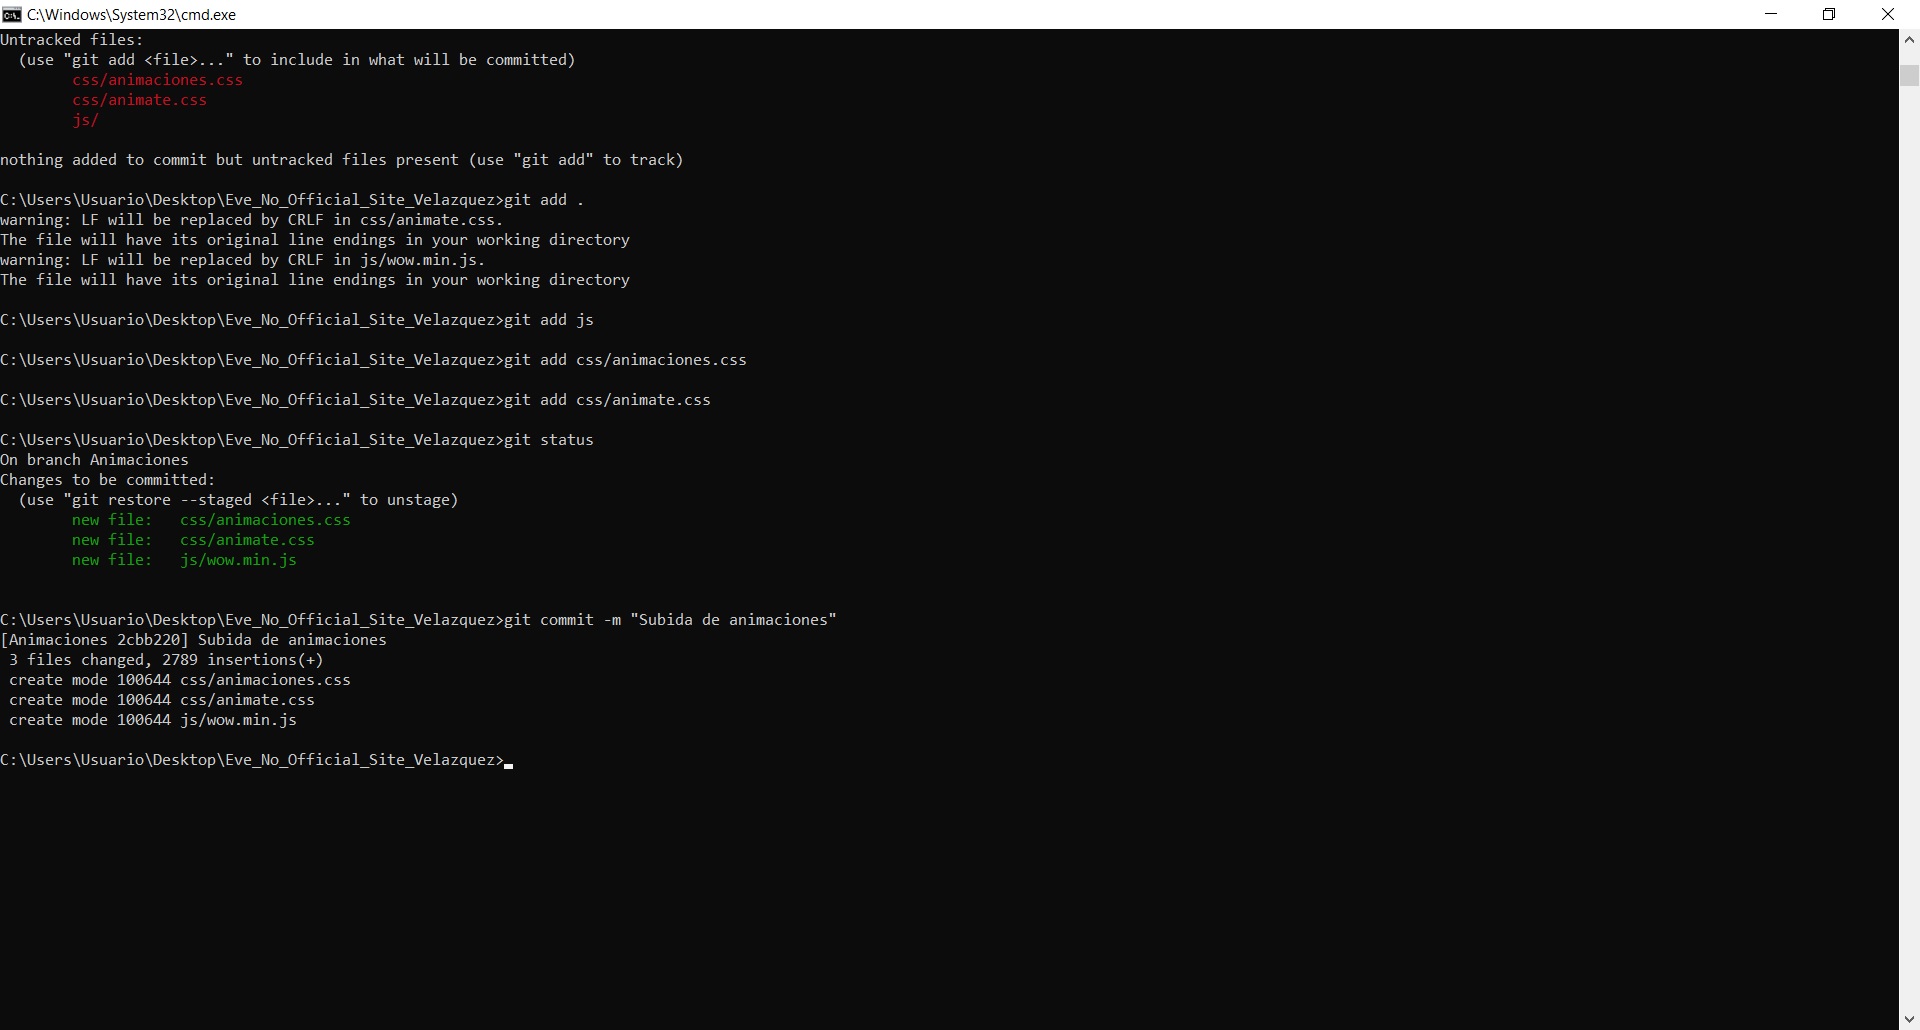 C:\Windows\System32\cmd.exe
Untracked files:
  (use "git add <file>..." to include in what will be committed)
        css/animaciones.css
        css/animate.css
        js/
nothing added to commit but untracked files present (use "git add" to track)
C:\Users\Usuario\Desktop\Eve_No_Official_Site_Velazquez>git add .
warning: LF will be replaced by CRLF in css/animate.css.
The file will have its original line endings in your working directory
warning: LF will be replaced by CRLF in js/wow.min.js.
The file will have its original line endings in your working directory
C:\Users\Usuario\Desktop\Eve_No_Official_Site_Velazquez>git add js
C:\Users\Usuario\Desktop\Eve_No_Official_Site_Velazquez>git add css/animaciones.css
C:\Users\Usuario\Desktop\Eve_No_Official_Site_Velazquez>git add css/animate.css
C:\Users\Usuario\Desktop\Eve_No_Official_Site_Velazquez>git status
On branch Animaciones
Changes to be committed:
  (use "git restore --staged <file>..." to unstage)
        new file:   css/animaciones.css
        new file:   css/animate.css
        new file:   js/wow.min.js
C:\Users\Usuario\Desktop\Eve_No_Official_Site_Velazquez>git commit -m "Subida de animaciones"
[Animaciones 2cbb220] Subida de animaciones
 3 files changed, 2789 insertions(+)
 create mode 100644 css/animaciones.css
 create mode 100644 css/animate.css
 create mode 100644 js/wow.min.js
C:\Users\Usuario\Desktop\Eve_No_Official_Site_Velazquez>